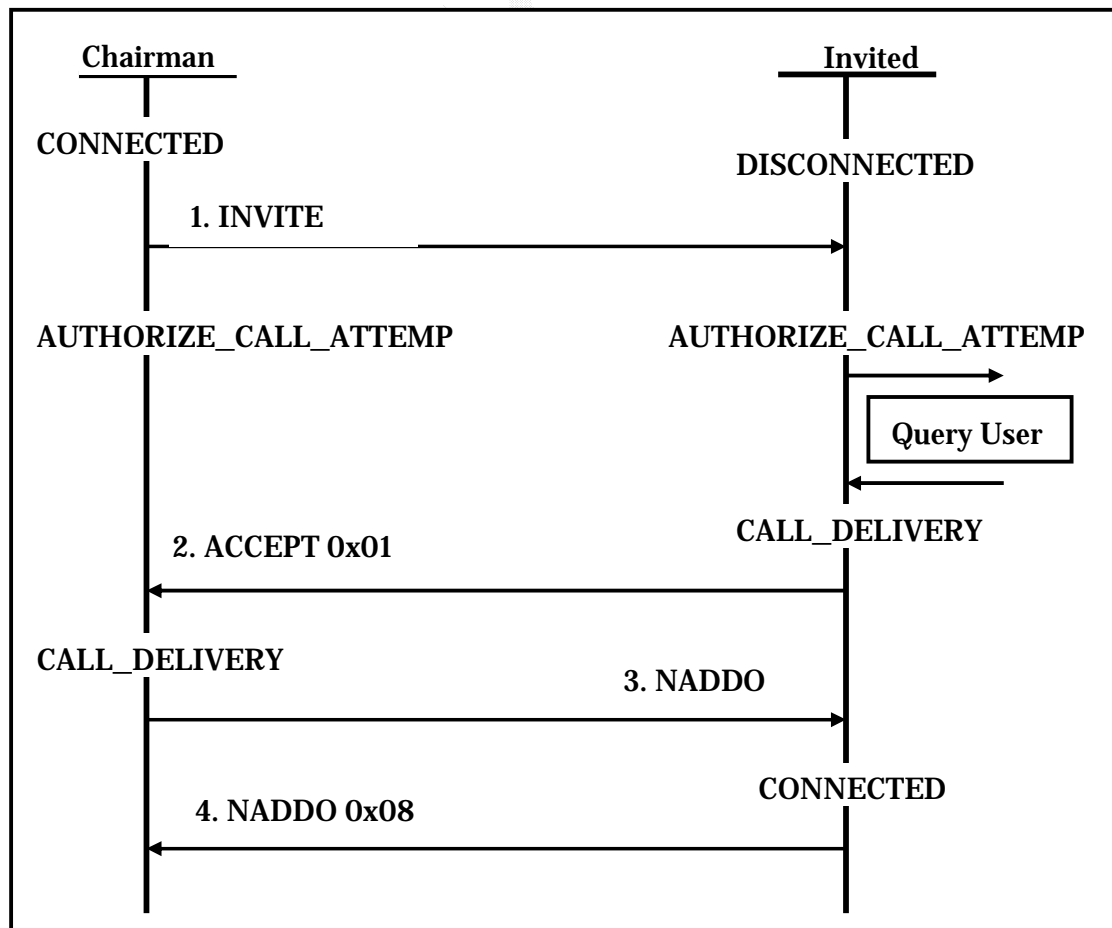 Chairman
Invited
CONNECTED
DISCONNECTED
1. INVITE
AUTHORIZE_CALL_ATTEMP
AUTHORIZE_CALL_ATTEMP
Query User
CALL_DELIVERY
2. ACCEPT 0x01
CALL_DELIVERY
3. NADDO
CONNECTED
4. NADDO 0x08